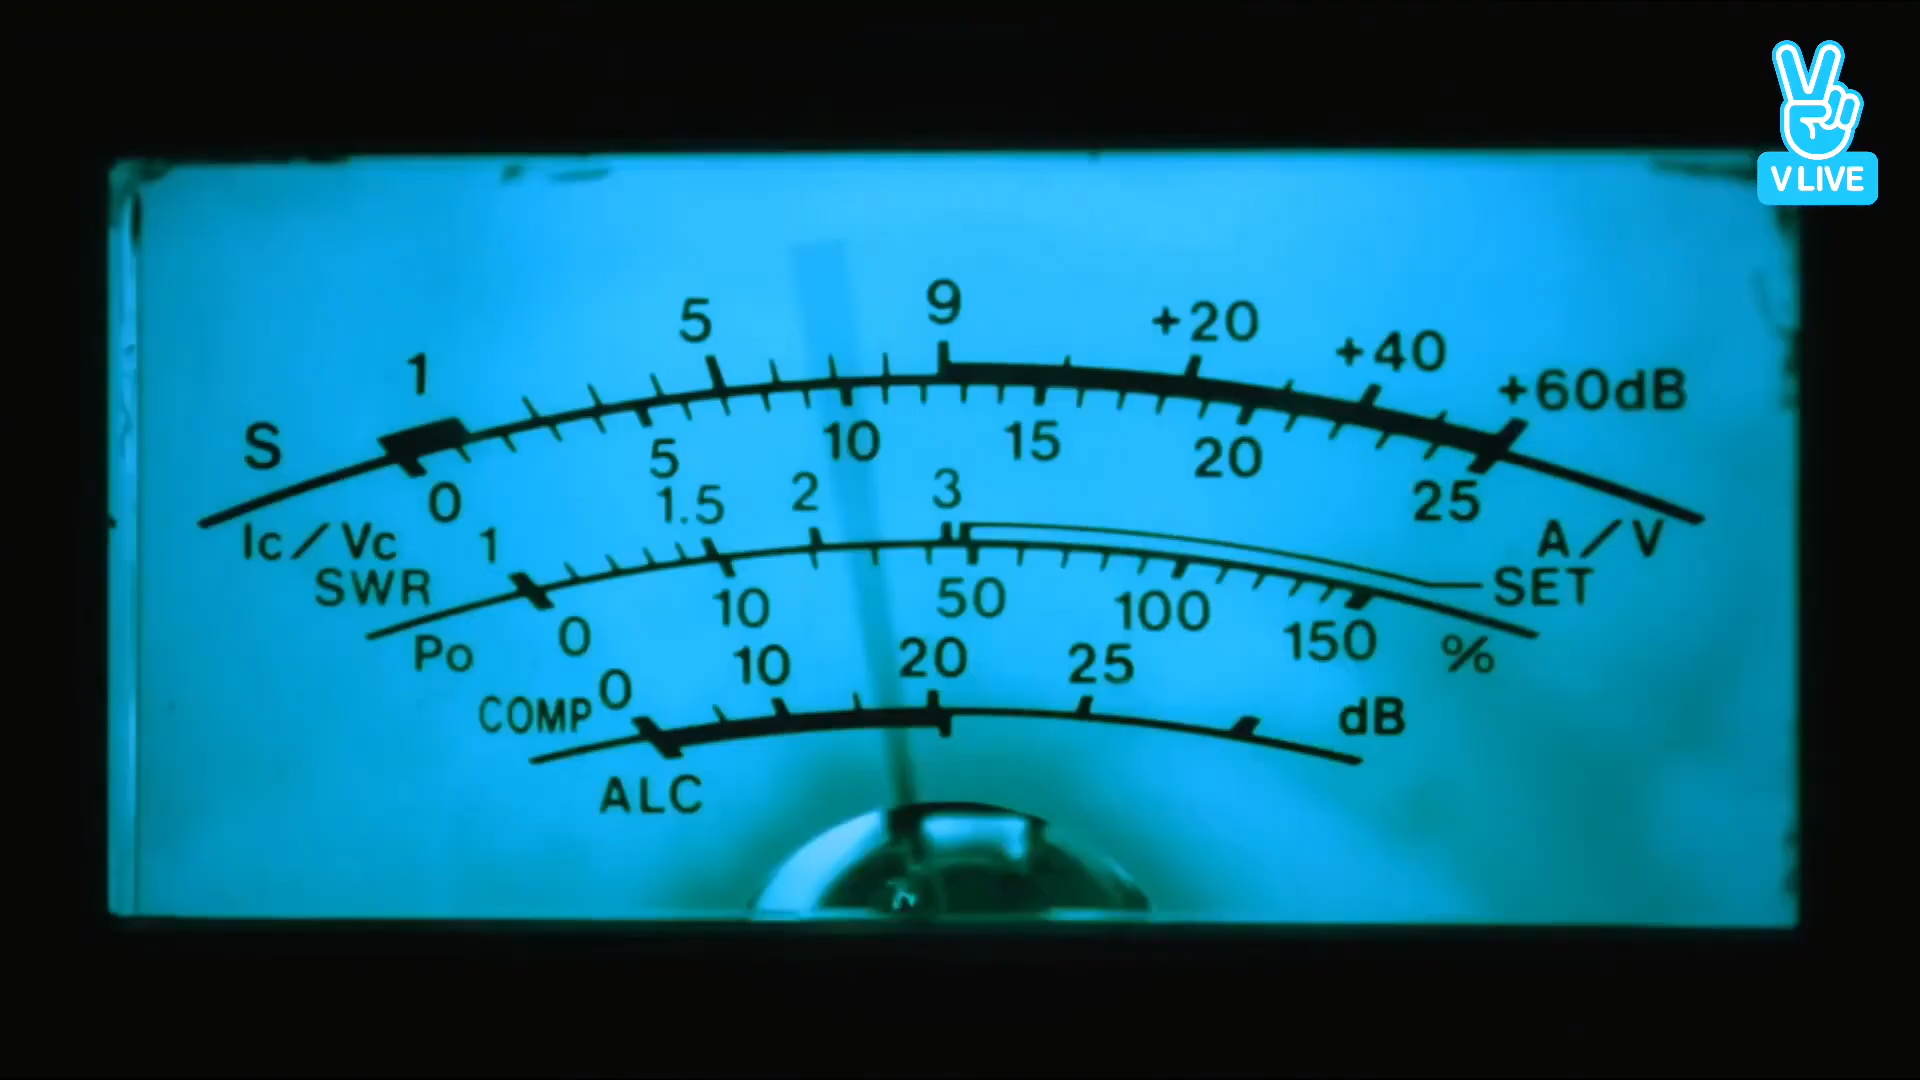 V LIVE
1 5 9 +20 +40 +60dB
S
0 5 10 15 20 25
Ic/Vc A/V
SWR 1 1.5 2 3 SET
Po 0 10 50 100 150 %
COMP 0 10 20 25 dB
ALC